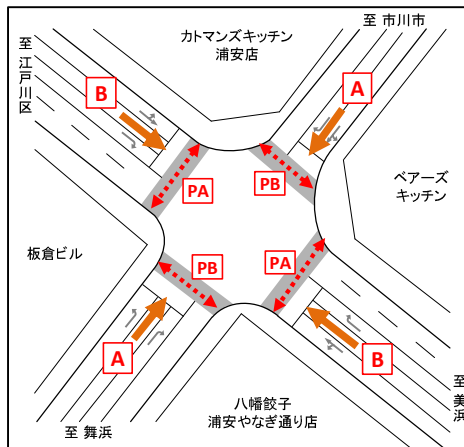 カトマンズキッチン
浦安店
至 市川市
至 江戸川区
B
A
PA
PB
ベアーズ
キッチン
板倉ビル
PB
PA
A
B
至 舞浜
八幡餃子
浦安やなぎ通り店
至 美浜